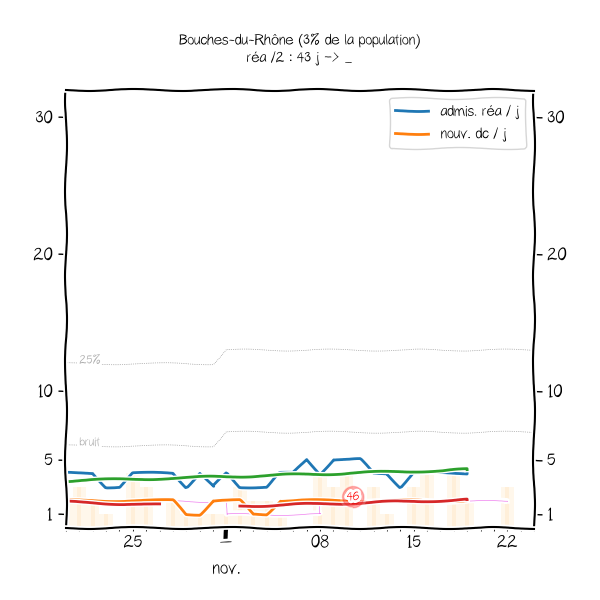 Bouches-du-Rhône (3% de la population)
réa /2 : 43 j -> _
admis. réa / j
nouv. dc / j
30
30
20
20
25%
10
10
bruit
5
5
46
1
1
25
08
15
22
nov.